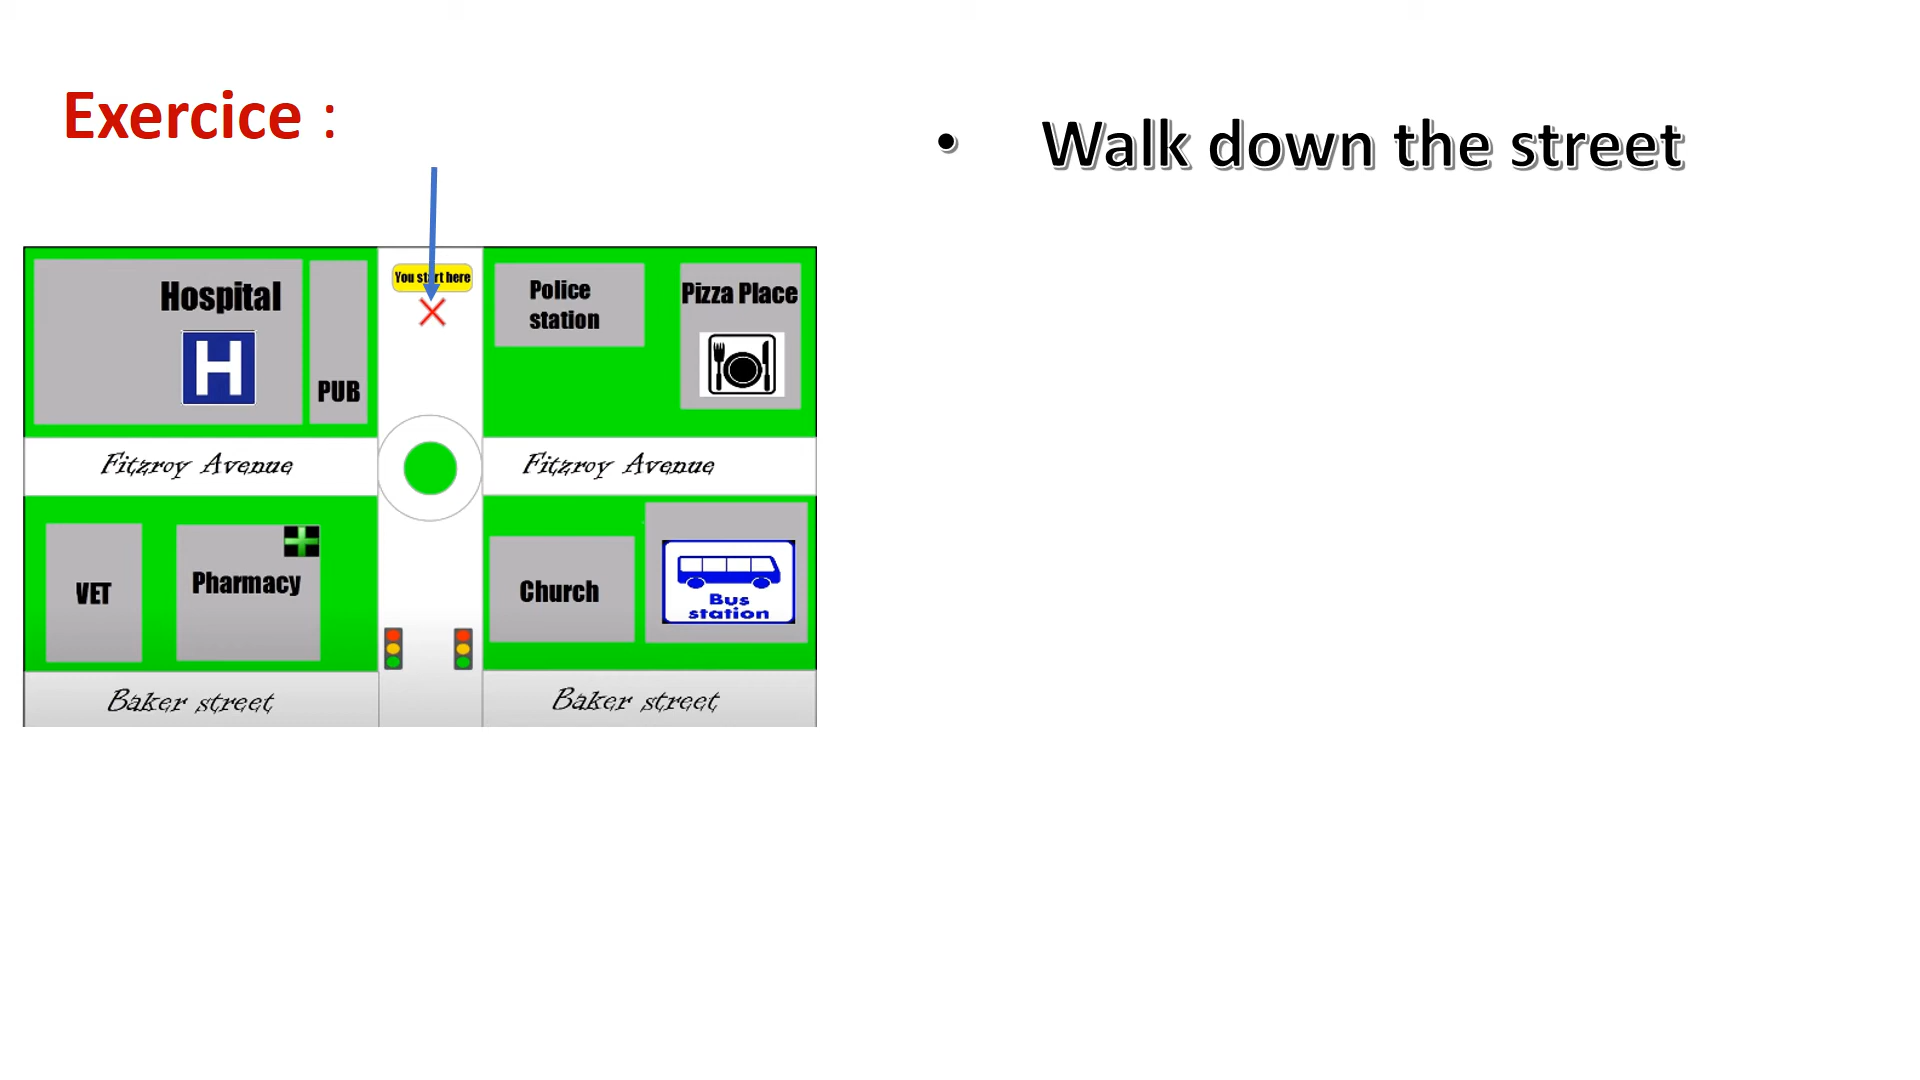 Exercice :
• Walk down the street
You start here
Hospital
H
PUB
Police
station
Pizza Place
Fitzroy Avenue
Fitzroy Avenue
VET
Pharmacy
Church
Bus
station
Baker street
Baker street